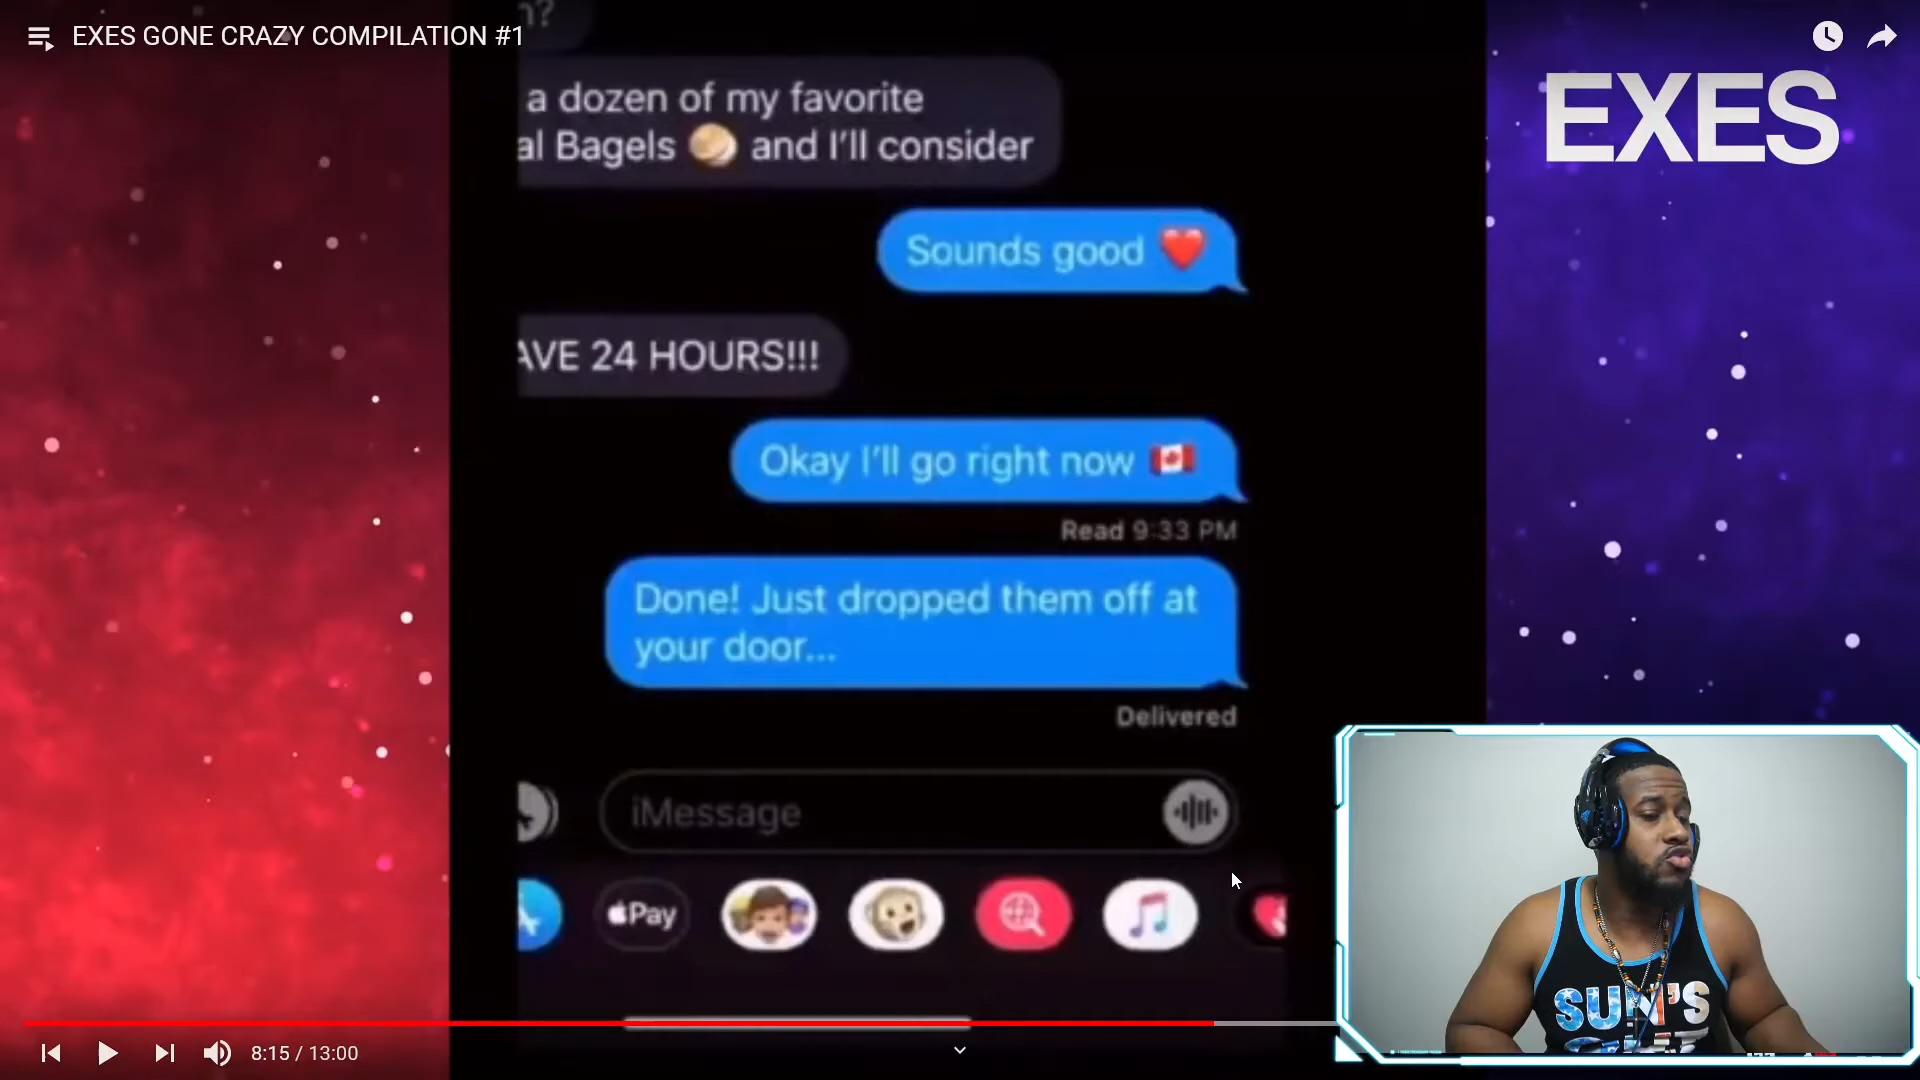 EXES GONE CRAZY COMPILATION #1
EXES
a dozen of my favorite
al Bagels 🫓 and I'll consider
Sounds good ❤️
AVE 24 HOURS!!!
Okay I'll go right now 🇨🇦
Read 9:33 PM
Done! Just dropped them off at
your door...
Delivered
iMessage
Pay
SUN'S
8:15 / 13:00